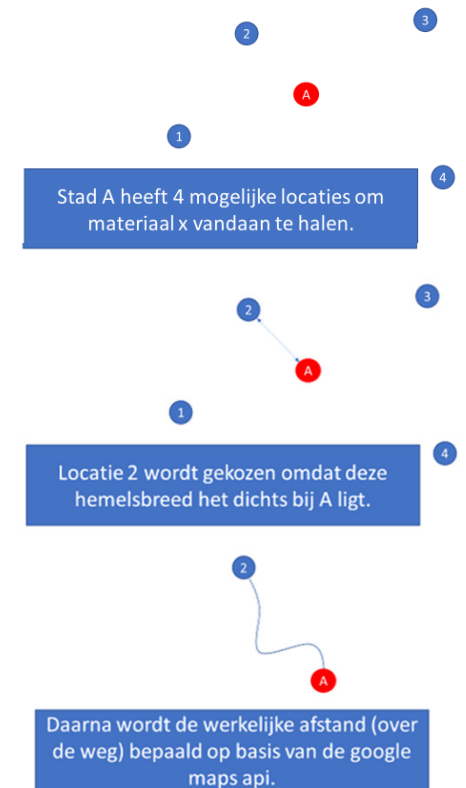 3
2
A
1
4
Stad A heeft 4 mogelijke locaties om
materiaal x vandaan te halen.
3
2
A
1
4
Locatie 2 wordt gekozen omdat deze
hemelsbreed het dichts bij A ligt.
2
A
Daarna wordt de werkelijke afstand (over
de weg) bepaald op basis van de google
maps api.